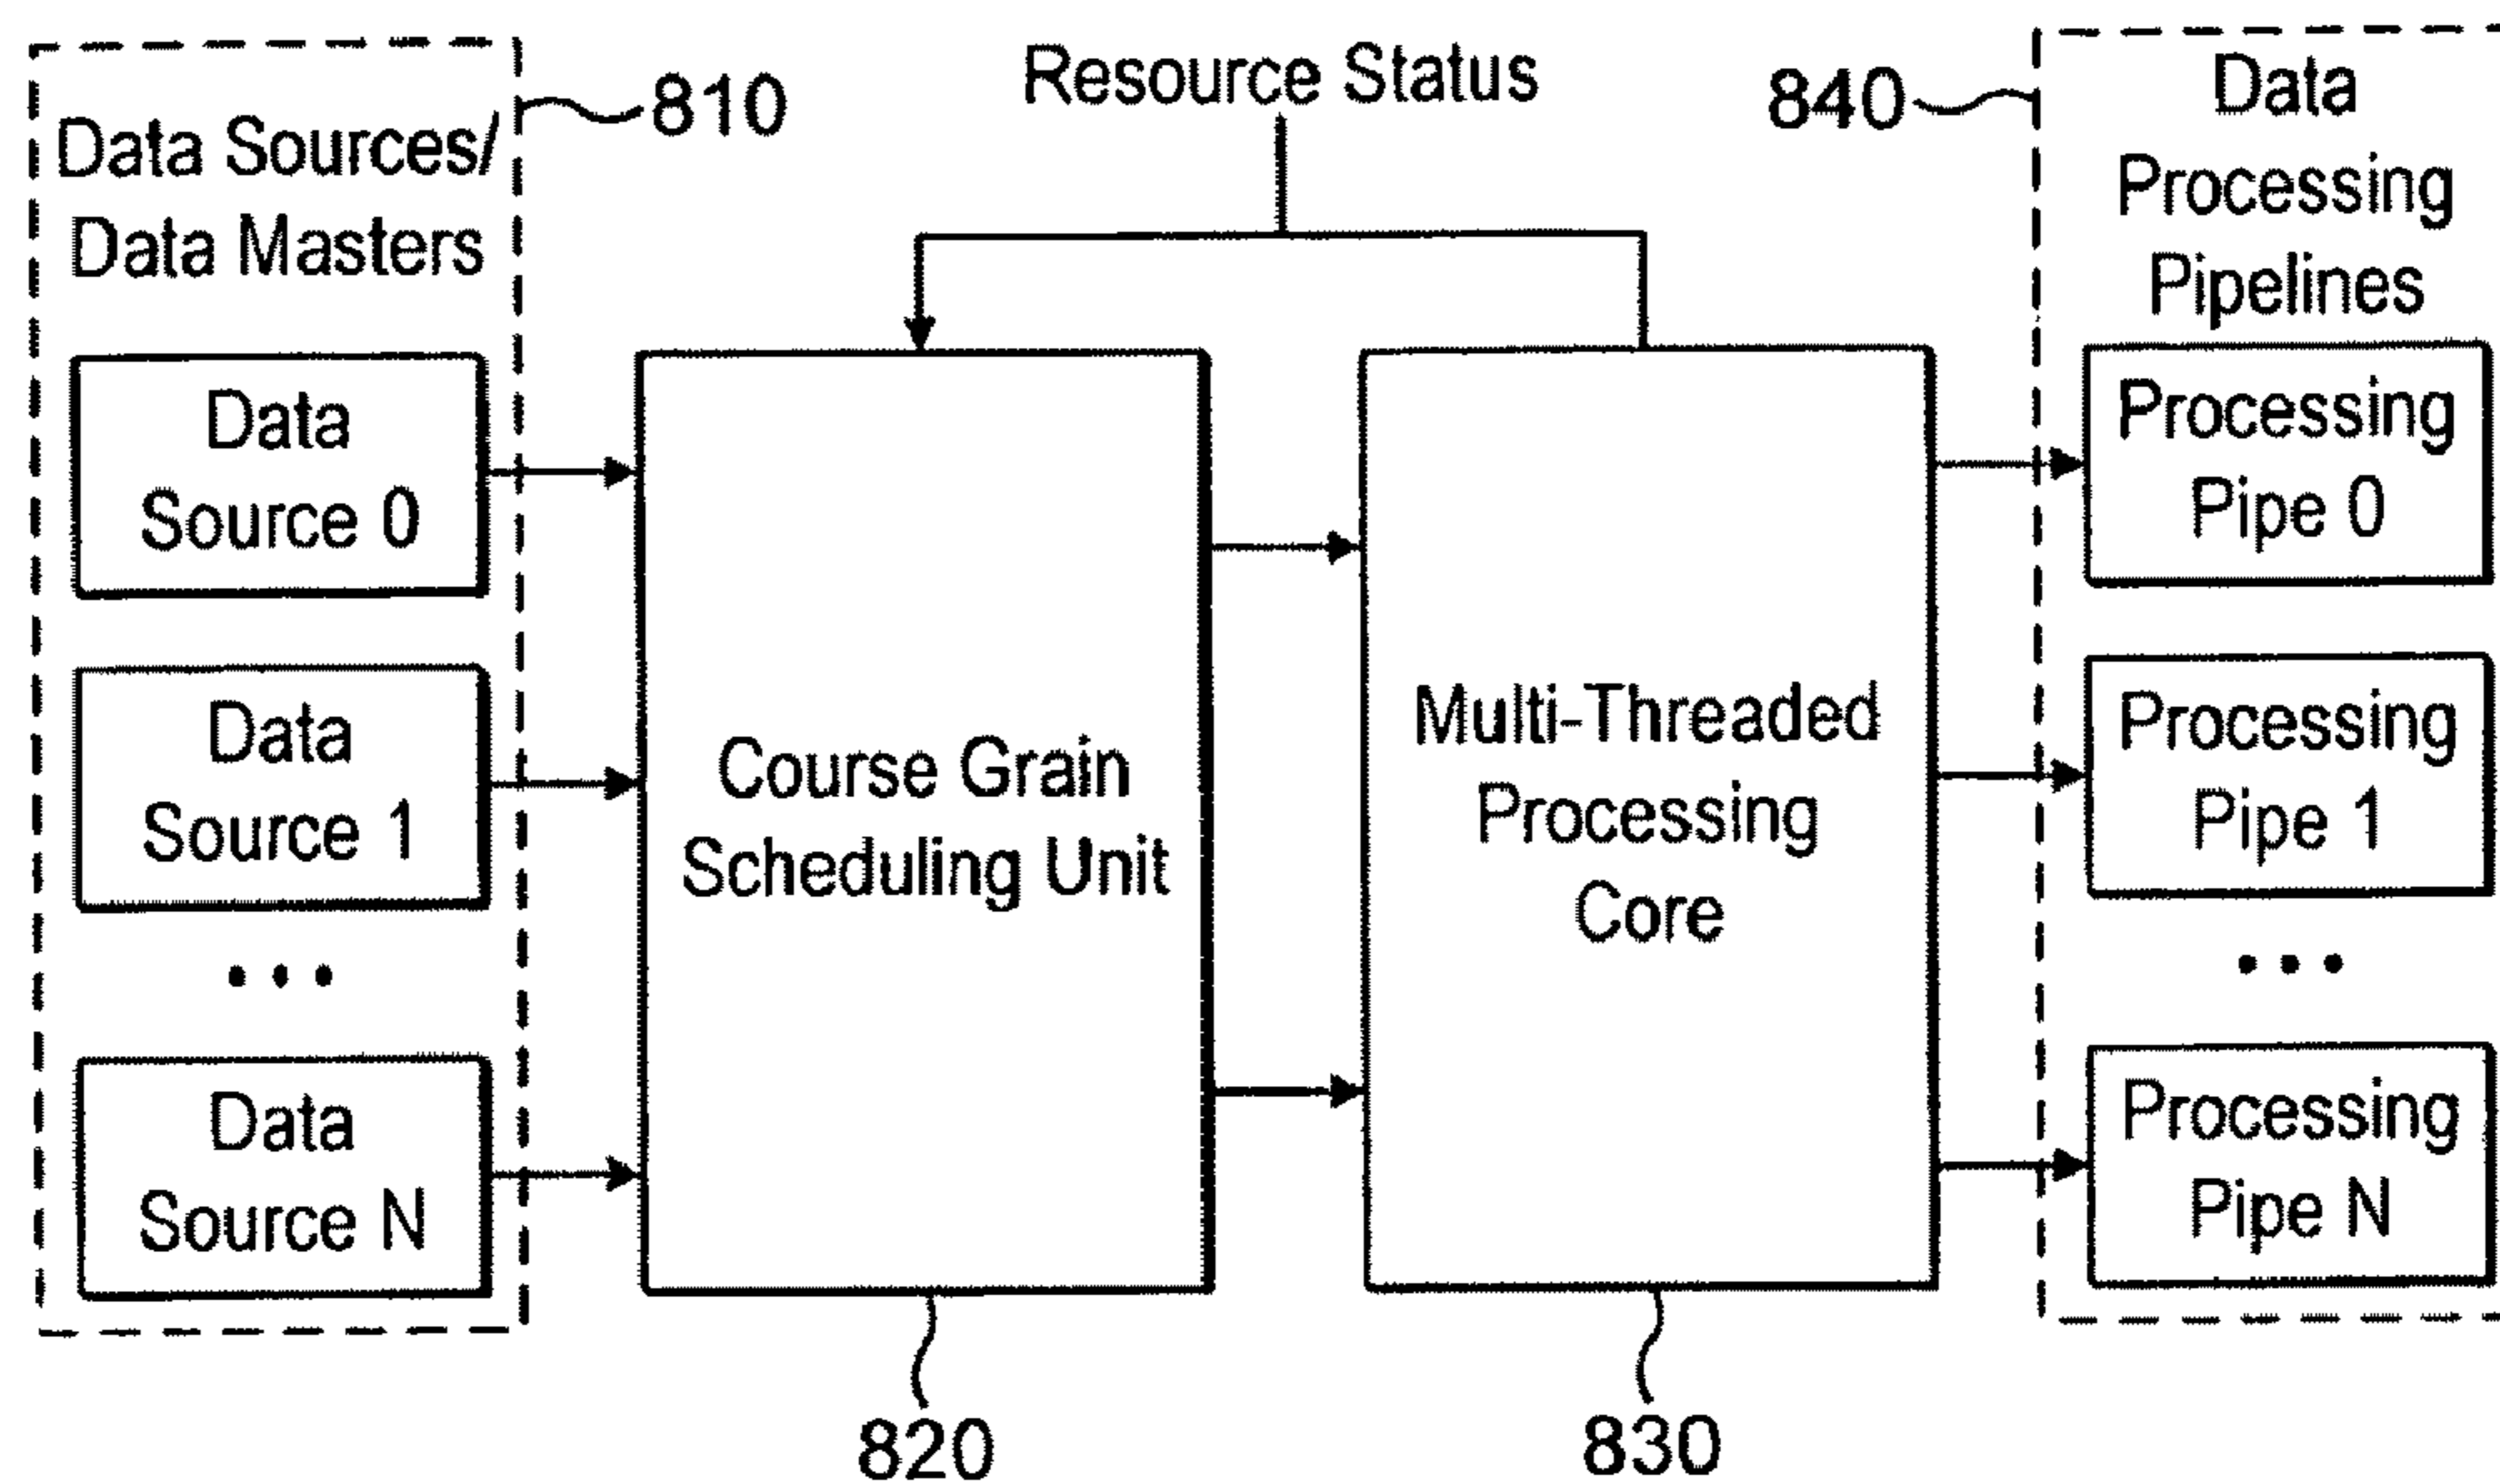 Data Sources/
Data Masters
810
Resource Status
840
Data
Processing
Pipelines
Data
Source 0
Data
Source 1
• • •
Data
Source N
Course Grain
Scheduling Unit
820
Multi-Threaded
Processing
Core
830
Processing
Pipe 0
Processing
Pipe 1
• • •
Processing
Pipe N